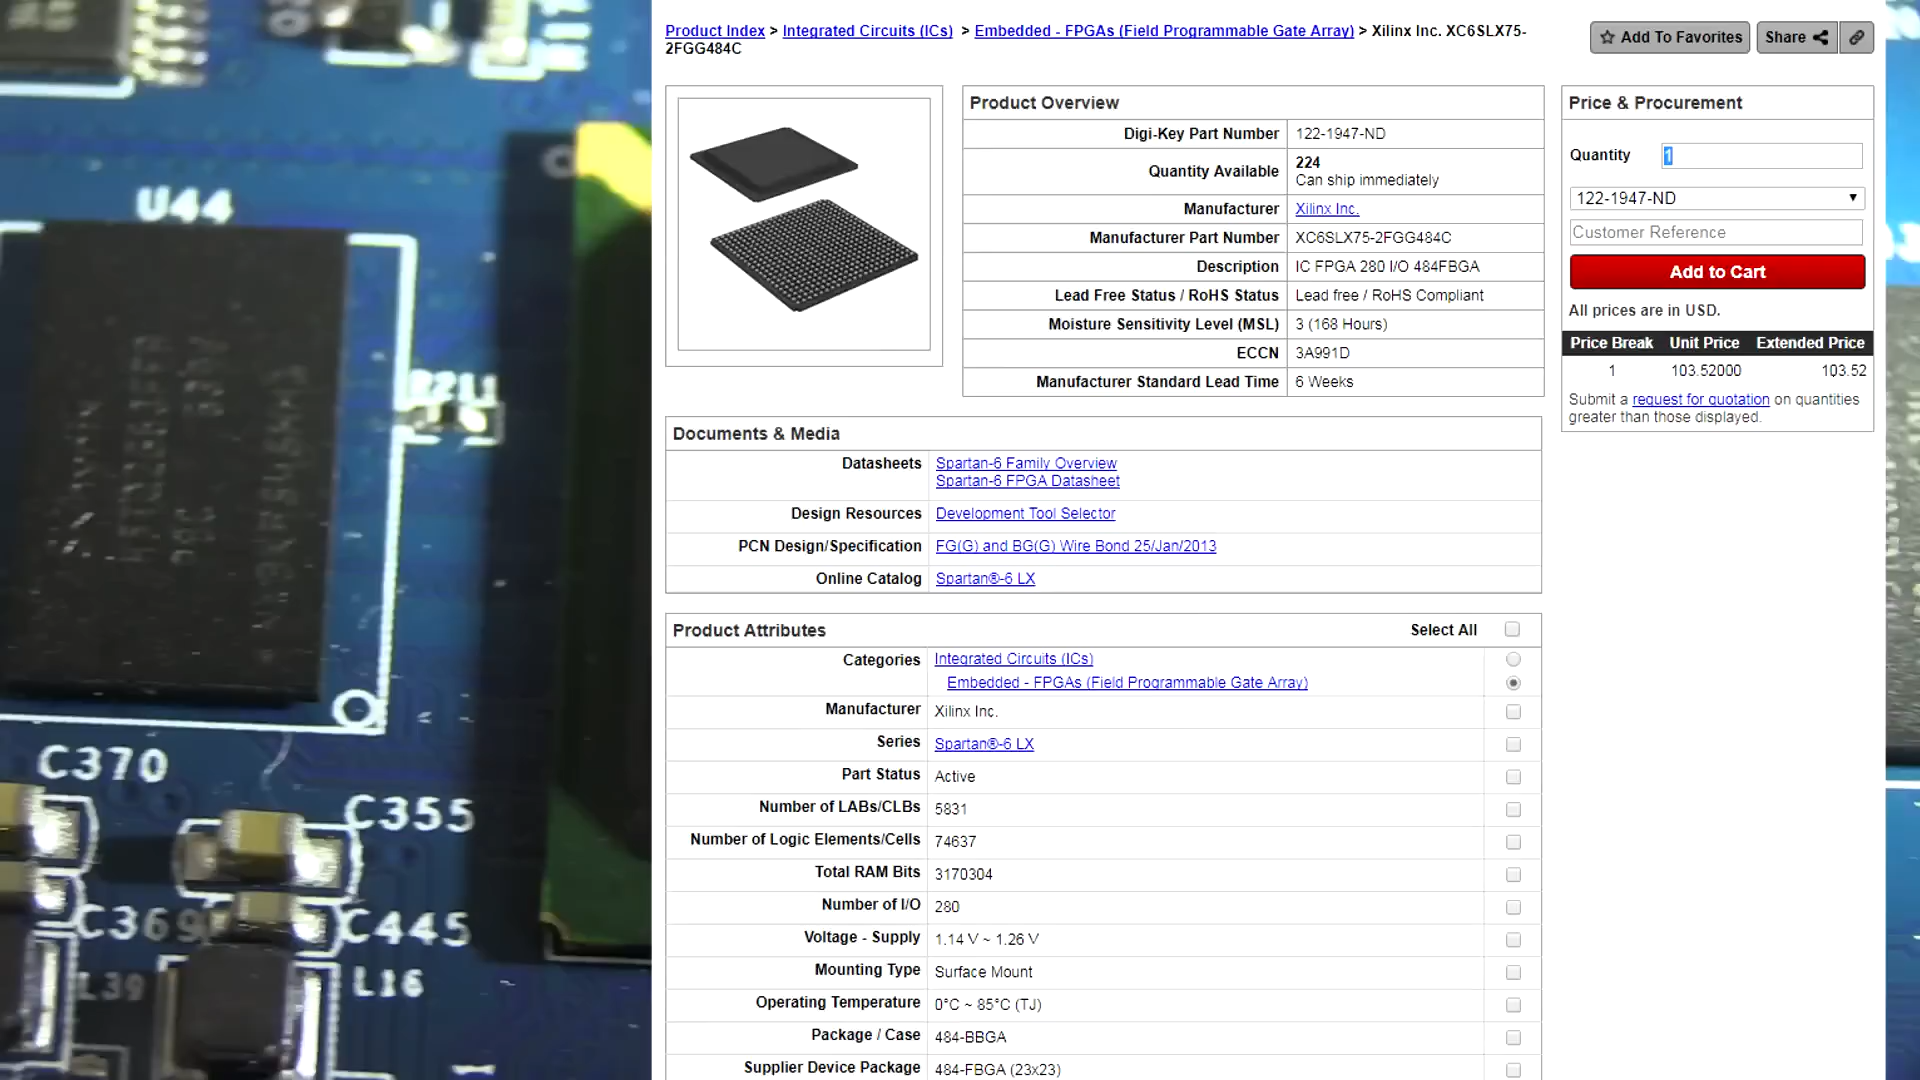 U44
R211
C370
C355
C369
C445
L39
L16
Product Index > Integrated Circuits (ICs) > Embedded - FPGAs (Field Programmable Gate Array) > Xilinx Inc. XC6SLX75-
2FGG484C
Add To Favorites
Share
Product Overview
Digi-Key Part Number 122-1947-ND
Quantity Available 224
Can ship immediately
Manufacturer Xilinx Inc.
Manufacturer Part Number XC6SLX75-2FGG484C
Description IC FPGA 280 I/O 484FBGA
Lead Free Status / RoHS Status Lead free / RoHS Compliant
Moisture Sensitivity Level (MSL) 3 (168 Hours)
ECCN 3A991D
Manufacturer Standard Lead Time 6 Weeks
Price & Procurement
Quantity 1
122-1947-ND
Customer Reference
Add to Cart
All prices are in USD.
Price Break Unit Price Extended Price
1 103.52000 103.52
Submit a request for quotation on quantities
greater than those displayed.
Documents & Media
Datasheets Spartan-6 Family Overview
Spartan-6 FPGA Datasheet
Design Resources Development Tool Selector
PCN Design/Specification FG(G) and BG(G) Wire Bond 25/Jan/2013
Online Catalog Spartan®-6 LX
Product Attributes Select All
Categories Integrated Circuits (ICs)
Embedded - FPGAs (Field Programmable Gate Array)
Manufacturer Xilinx Inc.
Series Spartan®-6 LX
Part Status Active
Number of LABs/CLBs 5831
Number of Logic Elements/Cells 74637
Total RAM Bits 3170304
Number of I/O 280
Voltage - Supply 1.14 V ~ 1.26 V
Mounting Type Surface Mount
Operating Temperature 0°C ~ 85°C (TJ)
Package / Case 484-BBGA
Supplier Device Package 484-FBGA (23x23)